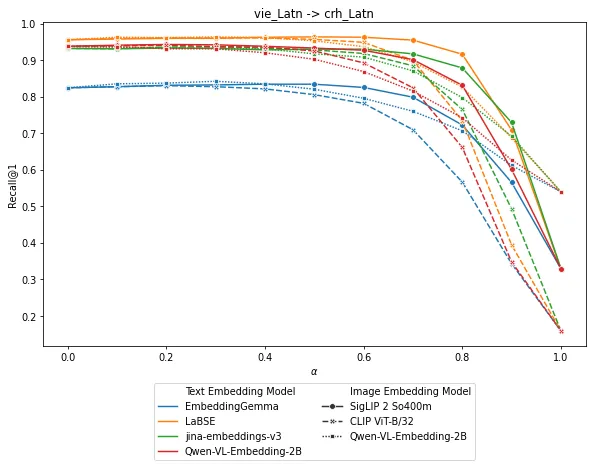 vie_Latn -> crh_Latn
Recall@1
1.0
0.9
0.8
0.7
0.6
0.5
0.4
0.3
0.2
0.0 0.2 0.4 0.6 0.8 1.0
α
Text Embedding Model
EmbeddingGemma
LaBSE
jina-embeddings-v3
Qwen-VL-Embedding-2B
Image Embedding Model
SigLIP 2 So400m
CLIP ViT-B/32
Qwen-VL-Embedding-2B